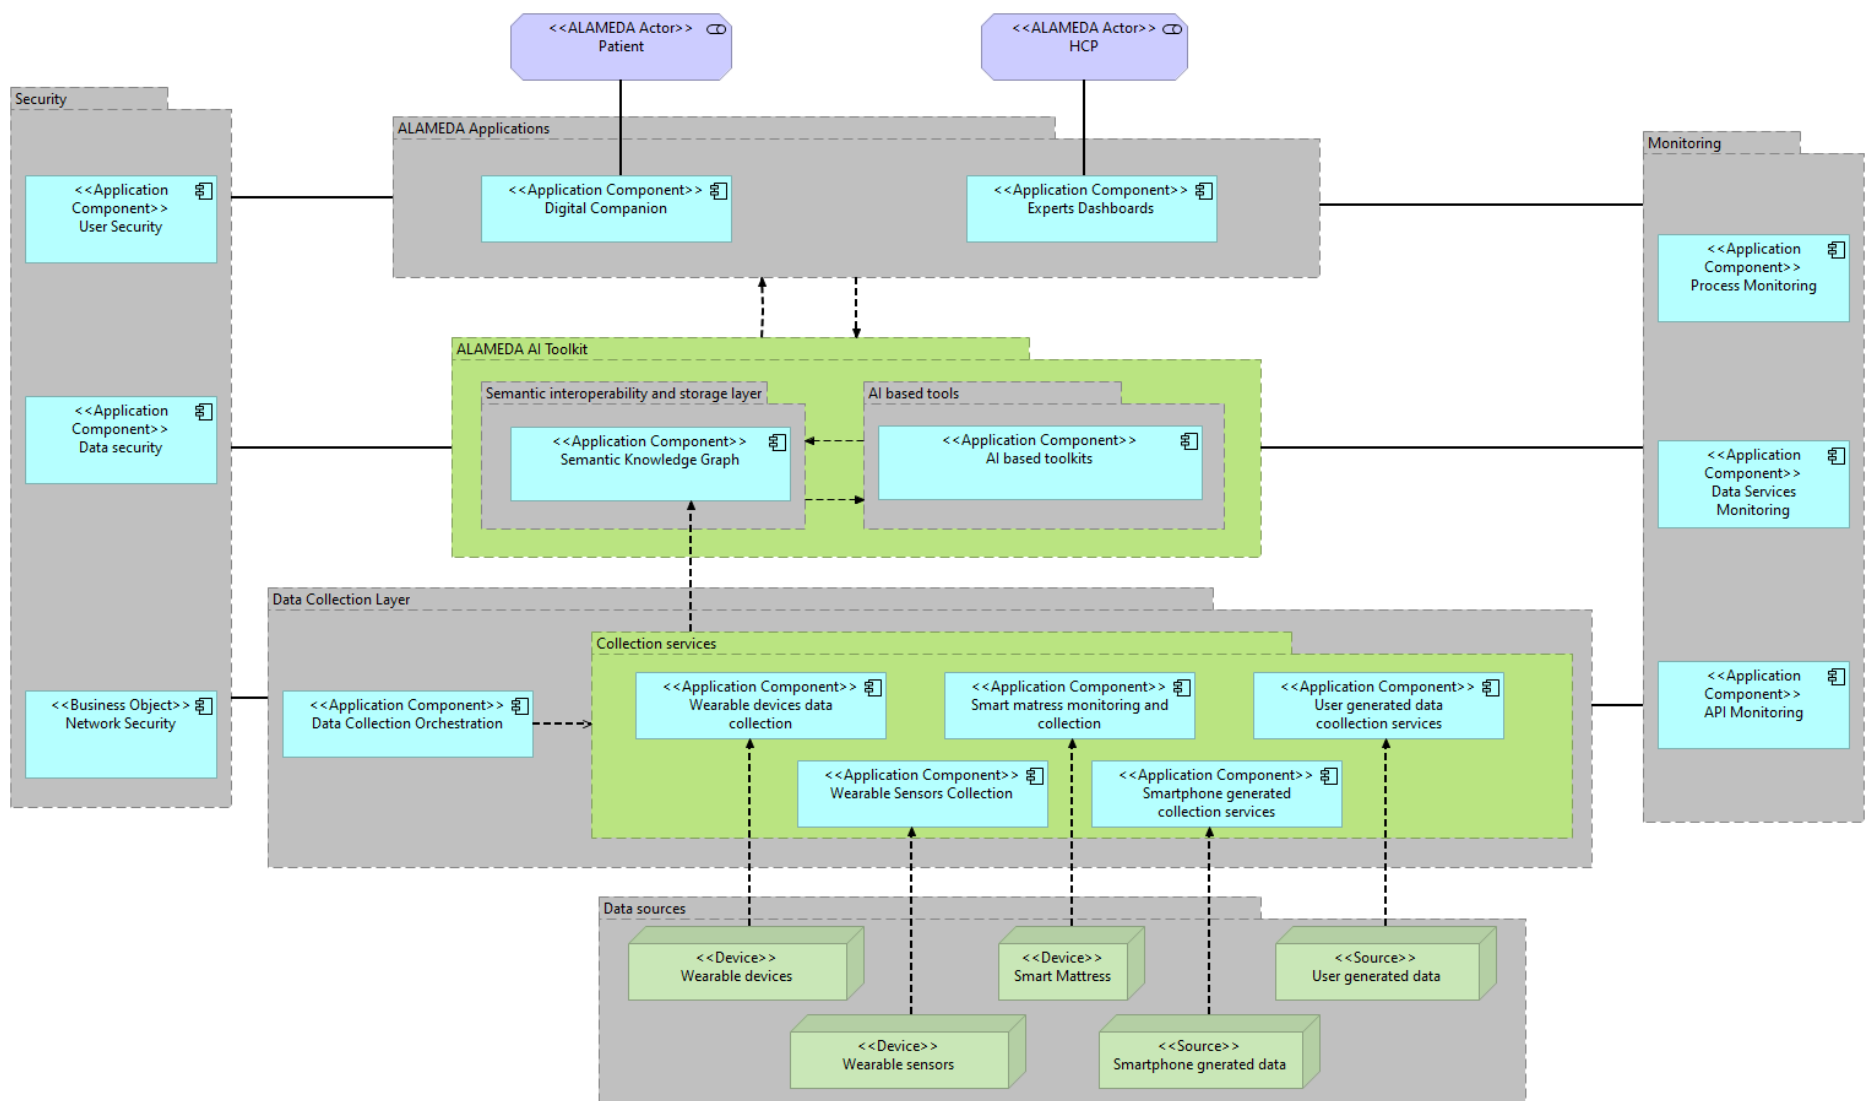 <<ALAMEDA Actor>>
Patient
<<ALAMEDA Actor>>
HCP
Security
<<Application
Component>>
User Security
<<Application
Component>>
Data security
<<Business Object>>
Network Security
ALAMEDA Applications
<<Application Component>>
Digital Companion
<<Application Component>>
Experts Dashboards
Monitoring
<<Application
Component>>
Process Monitoring
<<Application
Component>>
Data Services
Monitoring
<<Application
Component>>
API Monitoring
ALAMEDA AI Toolkit
Semantic interoperability and storage layer
<<Application Component>>
Semantic Knowledge Graph
AI based tools
<<Application Component>>
AI based toolkits
Data Collection Layer
<<Application Component>>
Data Collection Orchestration
Collection services
<<Application Component>>
Wearable devices data
collection
<<Application Component>>
Smart matress monitoring and
collection
<<Application Component>>
User generated data
coollection services
<<Application Component>>
Wearable Sensors Collection
<<Application Component>>
Smartphone generated
collection services
Data sources
<<Device>>
Wearable devices
<<Device>>
Smart Mattress
<<Source>>
User generated data
<<Device>>
Wearable sensors
<<Source>>
Smartphone gnerated data